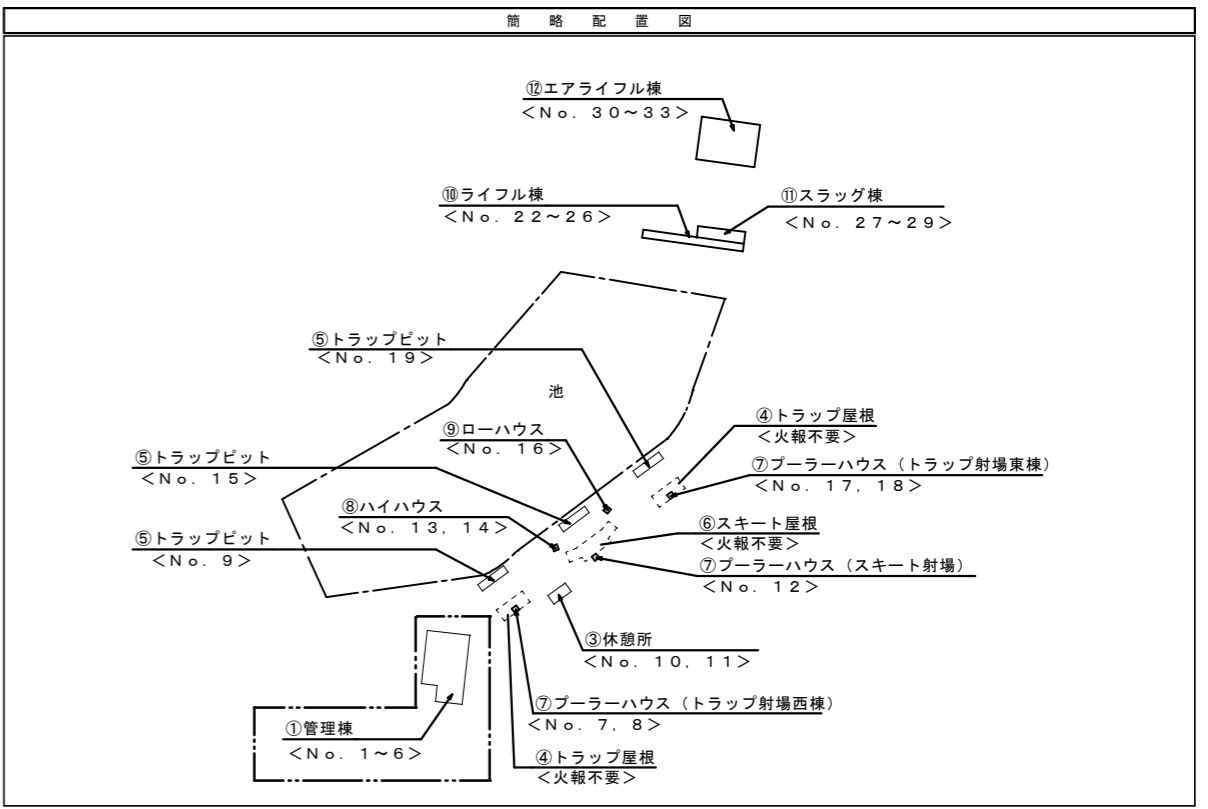 簡略配置図
⑫エアライフル棟
＜Ｎｏ．３０～３３＞
⑩ライフル棟
＜Ｎｏ．２２～２６＞
⑪スラッグ棟
＜Ｎｏ．２７～２９＞
⑤トラップピット
＜Ｎｏ．１９＞
池
④トラップ屋根
＜火報不要＞
⑨ローハウス
＜Ｎｏ．１６＞
⑤トラップピット
＜Ｎｏ．１５＞
⑦プーラーハウス（トラップ射場東棟）
＜Ｎｏ．１７，１８＞
⑧ハイハウス
＜Ｎｏ．１３，１４＞
⑥スキート屋根
＜火報不要＞
⑤トラップピット
＜Ｎｏ．９＞
⑦プーラーハウス（スキート射場）
＜Ｎｏ．１２＞
③休憩所
＜Ｎｏ．１０，１１＞
⑦プーラーハウス（トラップ射場西棟）
＜Ｎｏ．７，８＞
①管理棟
＜Ｎｏ．１～６＞
④トラップ屋根
＜火報不要＞